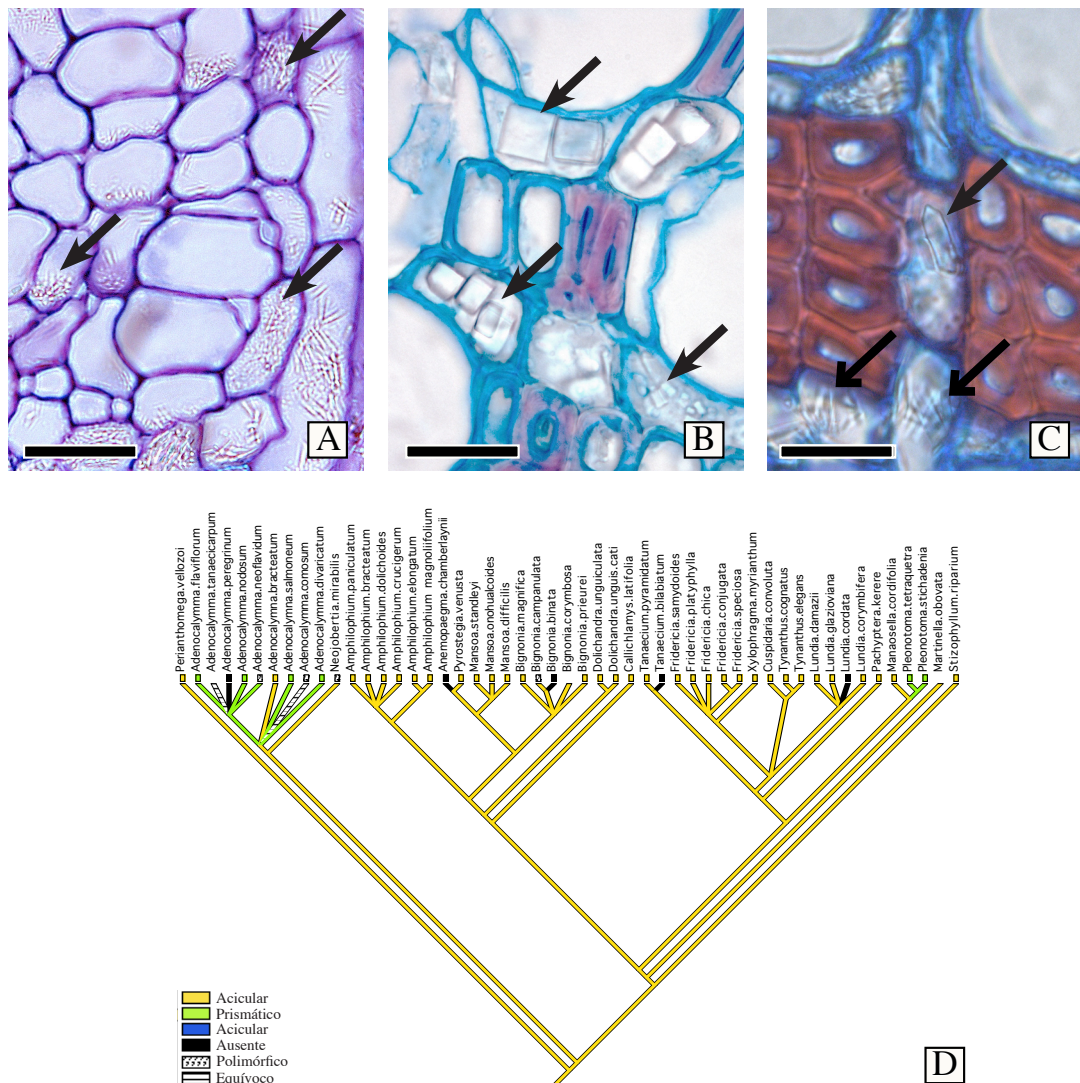 A
B
C
Perianthomega.vellozoi
Adenocalymma.flaviflorum
Adenocalymna.tanaecicarpum
Adenocalymma.peregrinum
Adenocalymma.nodosum
Adenocalymma.neoflavidum
Adenocalymma.bracteatum
Adenocalymma.salmoneum
Adenocalymna.comosum
Adenocalymma.divaricatum
Neojobertia.mirabilis
Amphilophium.paniculatum
Amphilophium.bracteatum
Amphilophium.dolichoides
Amphilophium.crucigerum
Amphilophium.elongatum
Amphilophium magnoliifolium
Anemopaegma.chamberlaynii
Pyrostegia.venusta
Mansoa.standleyi
Mansoa.onohualcoides
Mansoa.difficilis
Bignonia.magnifica
Bignonia.campanulata
Bignonia.binata
Bignonia.corymbosa
Bignonia.prieurei
Dolichandra.unguiculata
Dolichandra.unguis.cati
Callichlamys.latifolia
Tanaecium.pyramidatum
Tanaecium.bilabiatum
Fridericia.samydoides
Fridericia.platyphylla
Fridericia.chica
Fridericia.conjugata
Fridericia.speciosa
Xylophragma.myrianthum
Cuspidaria.convoluta
Tynanthus.cognatus
Tynanthus.elegans
Lundia.damazii
Lundia.glazioviana
Lundia.cordata
Lundia.corymbifera
Pachyptera.kerere
Manaosella.cordifolia
Pleonotoma.tetraquetra
Pleonotoma.stichadenia
Martinella.obovata
Stizophyllum.riparium
Acicular
Prismático
Acicular
Ausente
Polimórfico
Equívoco
D